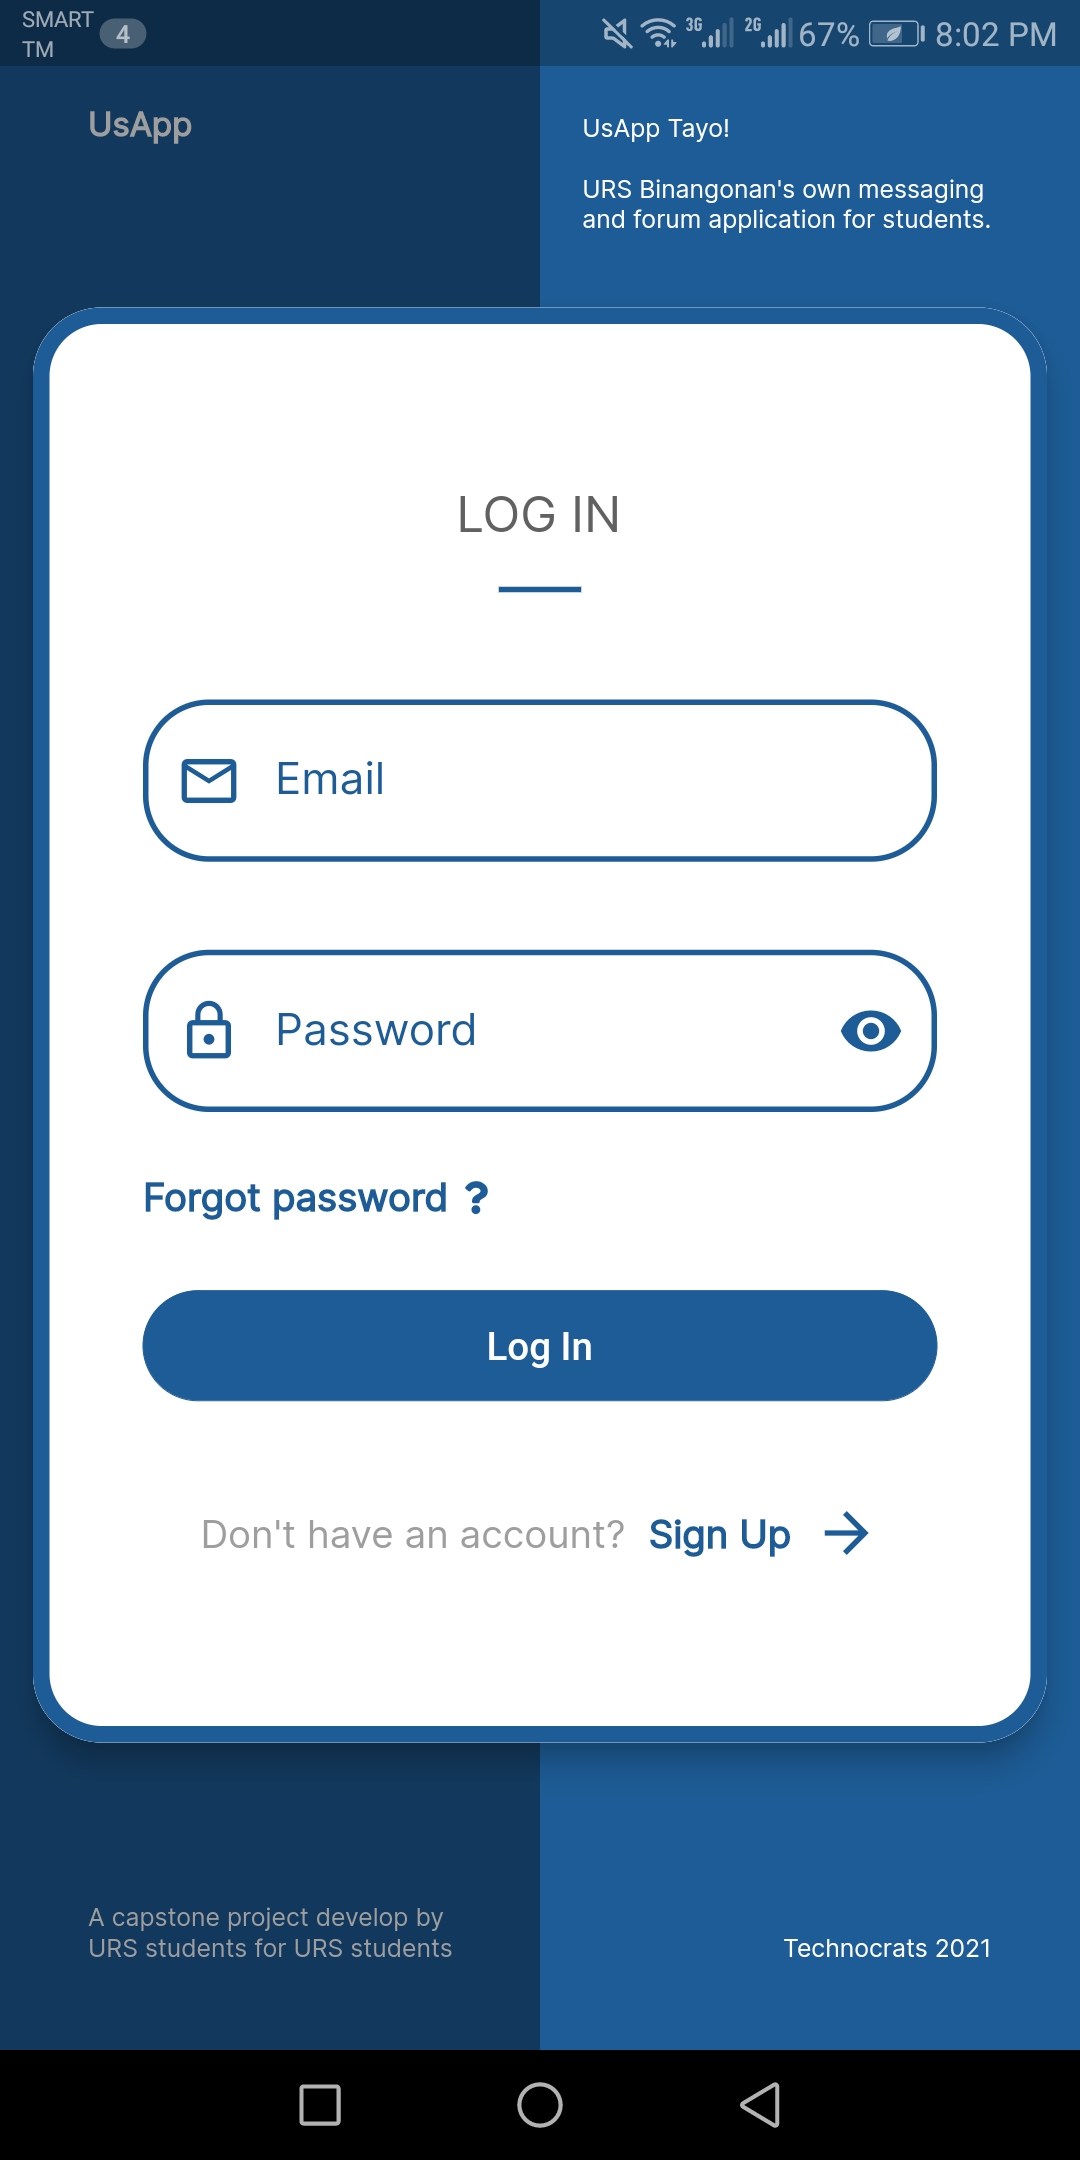 SMART
TM
4
3G
2G
67%
8:02 PM
UsApp
UsApp Tayo!
URS Binangonan's own messaging
and forum application for students.
LOG IN
Email
Password
Forgot password ?
Log In
Don't have an account? Sign Up
A capstone project develop by
URS students for URS students
Technocrats 2021